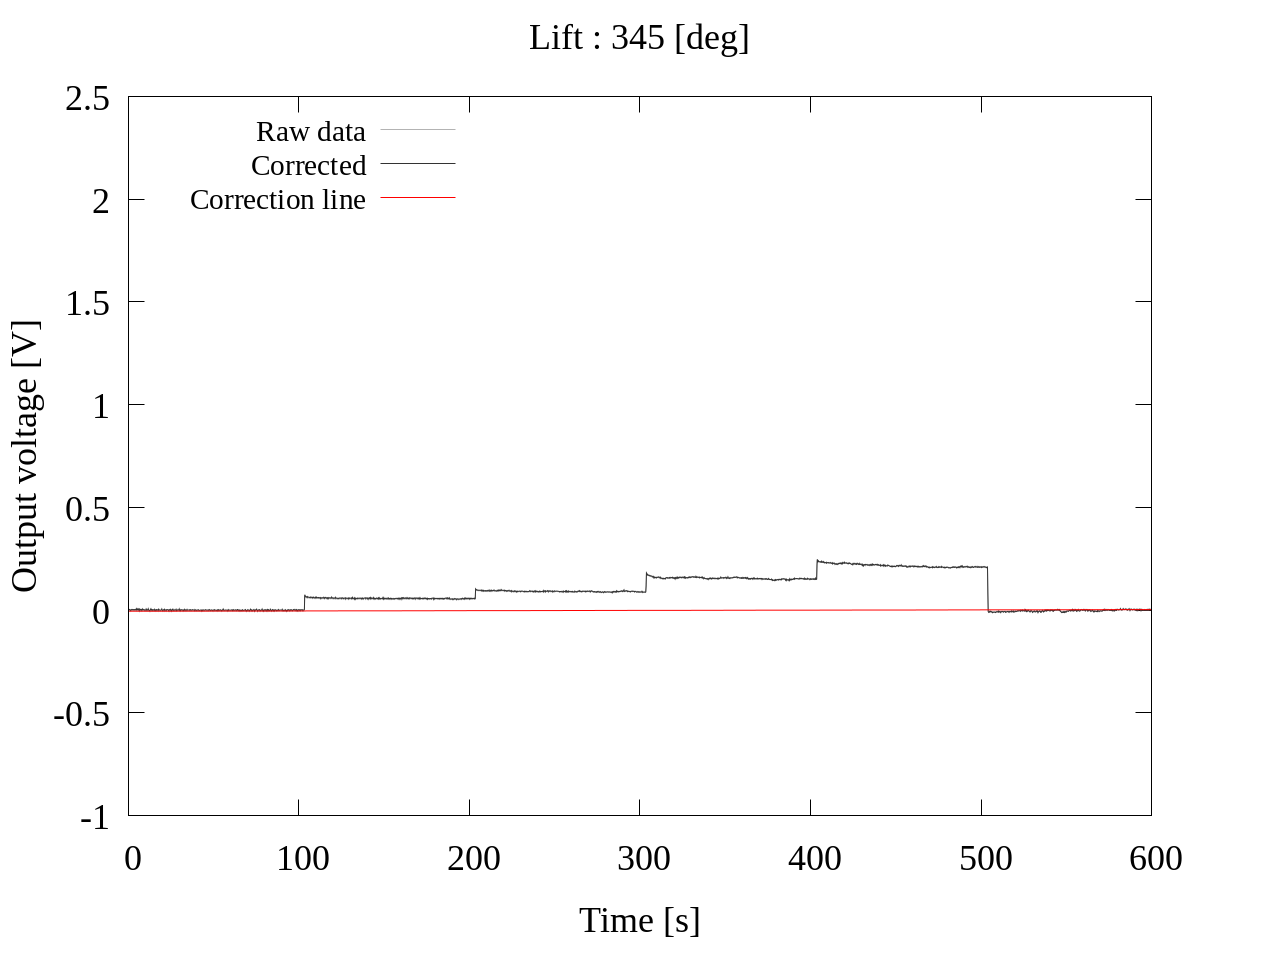 Lift : 345 [deg]
2.5
2
1.5
1
0.5
0
-0.5
-1
Raw data
Corrected
Correction line
Output voltage [V]
0 100 200 300 400 500 600
Time [s]